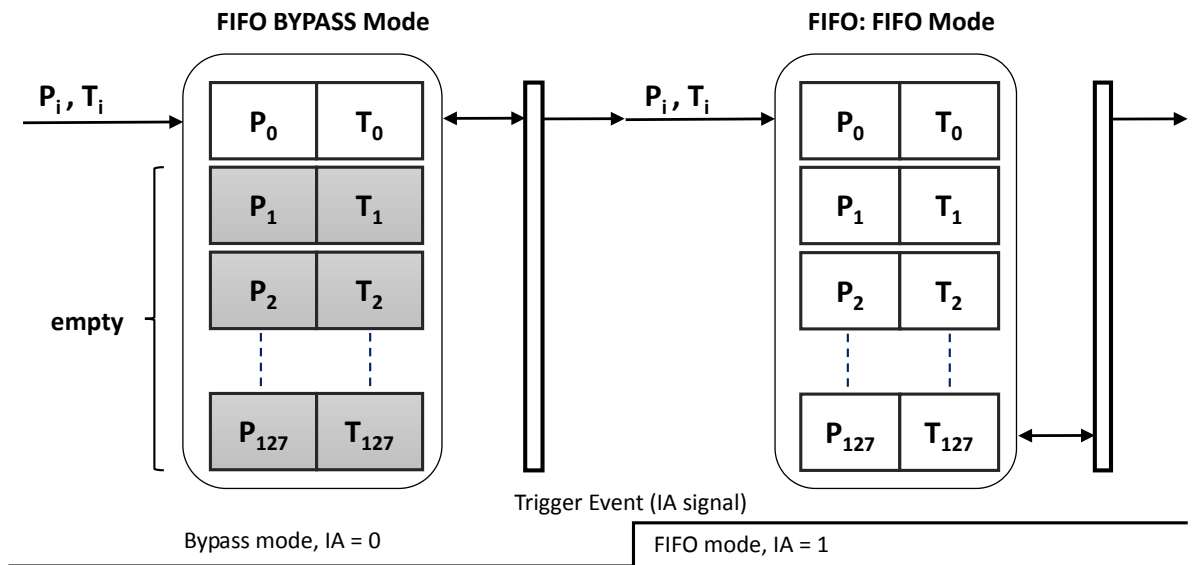 FIFO BYPASS Mode
FIFO: FIFO Mode
Pi , Ti
P0 T0
P1 T1
P2 T2
P127 T127
empty
Pi , Ti
P0 T0
P1 T1
P2 T2
P127 T127
Trigger Event (IA signal)
Bypass mode, IA = 0
FIFO mode, IA = 1